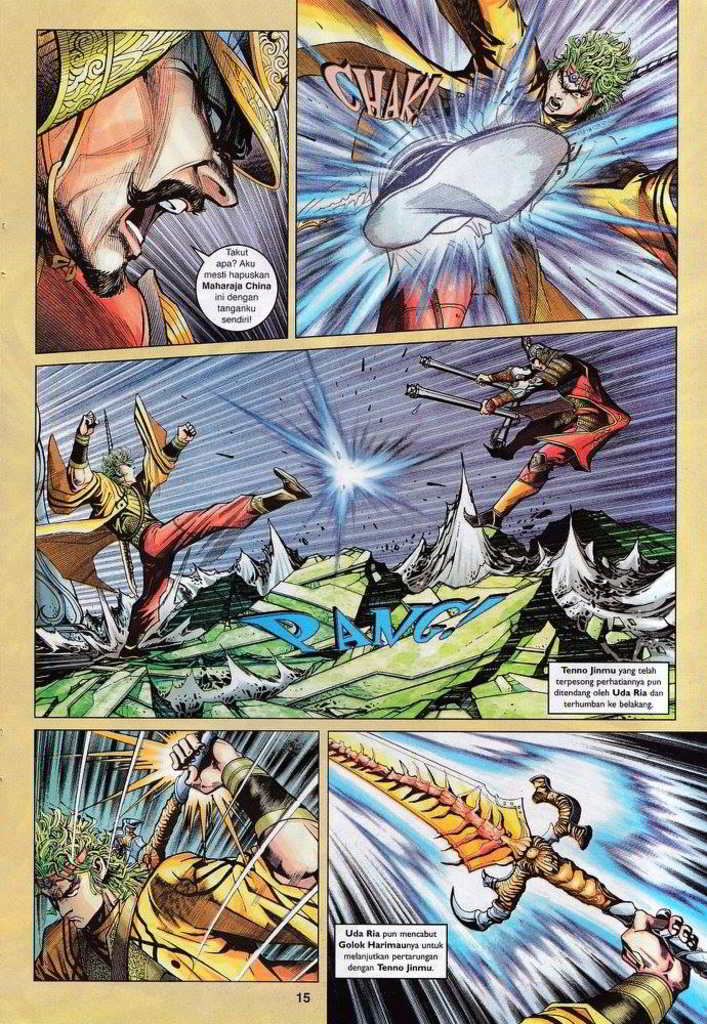 CHAK!
Takut
apa? Aku
mesti hapuskan
Maharaja China
ini dengan
tanganku
sendiri!
PANG!
Tenno Jinmu yang telah
terpesong perhatiannya pun
ditendang oleh Uda Ria dan
terhumban ke belakang.
Uda Ria pun mencabut
Golok Harimaunya untuk
melanjutkan pertarungan
dengan Tenno Jinmu.
15